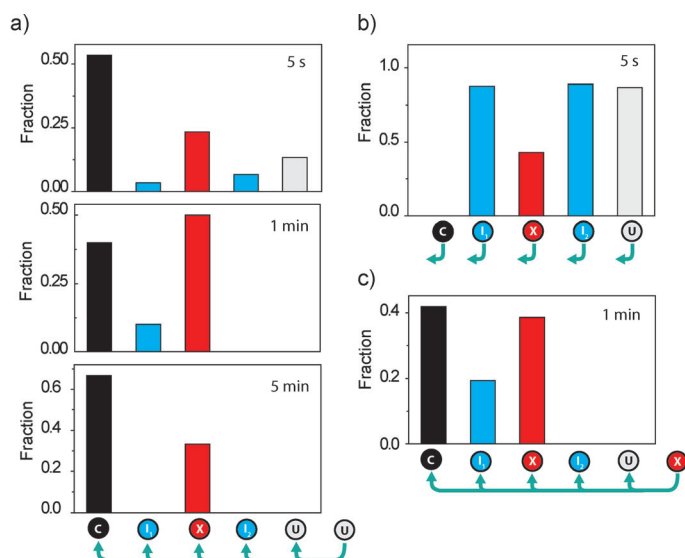 a)
0.50
0.25
0.00
Fraction
5 s
0.50
0.25
0.00
Fraction
1 min
0.6
0.4
0.2
0.0
Fraction
5 min
C I₁ X I₂ U U
b)
1.0
0.5
0.0
Fraction
5 s
C I₁ X I₂ U
c)
0.4
0.2
0.0
Fraction
1 min
C I₁ X I₂ U X